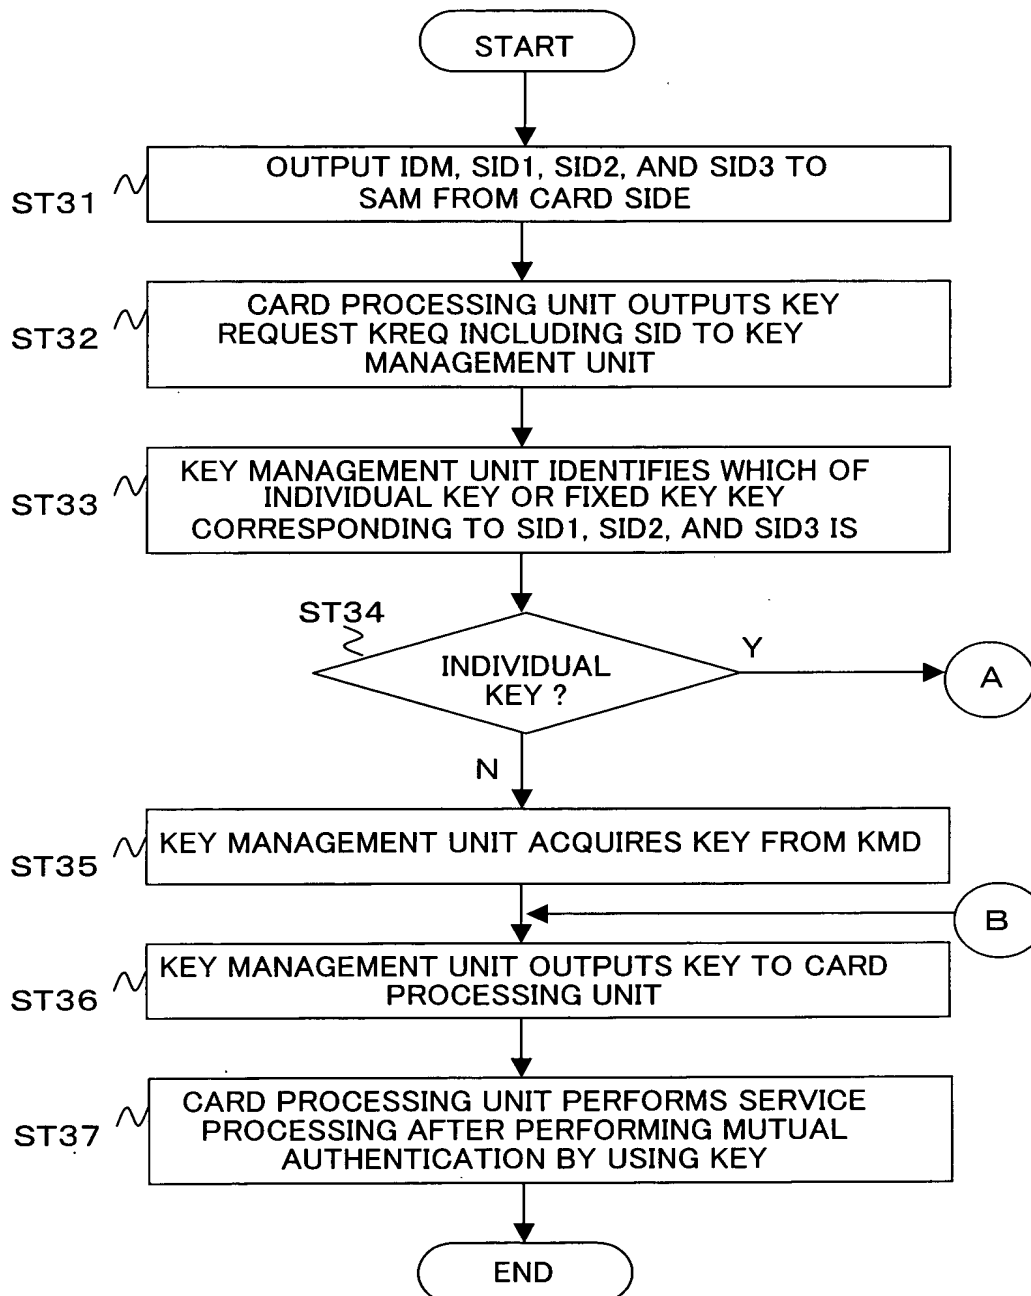 START
OUTPUT IDM, SID1, SID2, AND SID3 TO
SAM FROM CARD SIDE
ST31
CARD PROCESSING UNIT OUTPUTS KEY
REQUEST KREQ INCLUDING SID TO KEY
MANAGEMENT UNIT
ST32
KEY MANAGEMENT UNIT IDENTIFIES WHICH OF
INDIVIDUAL KEY OR FIXED KEY KEY
CORRESPONDING TO SID1, SID2, AND SID3 IS
ST33
ST34
INDIVIDUAL
KEY ?
Y
A
N
KEY MANAGEMENT UNIT ACQUIRES KEY FROM KMD
ST35
B
KEY MANAGEMENT UNIT OUTPUTS KEY TO CARD
PROCESSING UNIT
ST36
CARD PROCESSING UNIT PERFORMS SERVICE
PROCESSING AFTER PERFORMING MUTUAL
AUTHENTICATION BY USING KEY
ST37
END